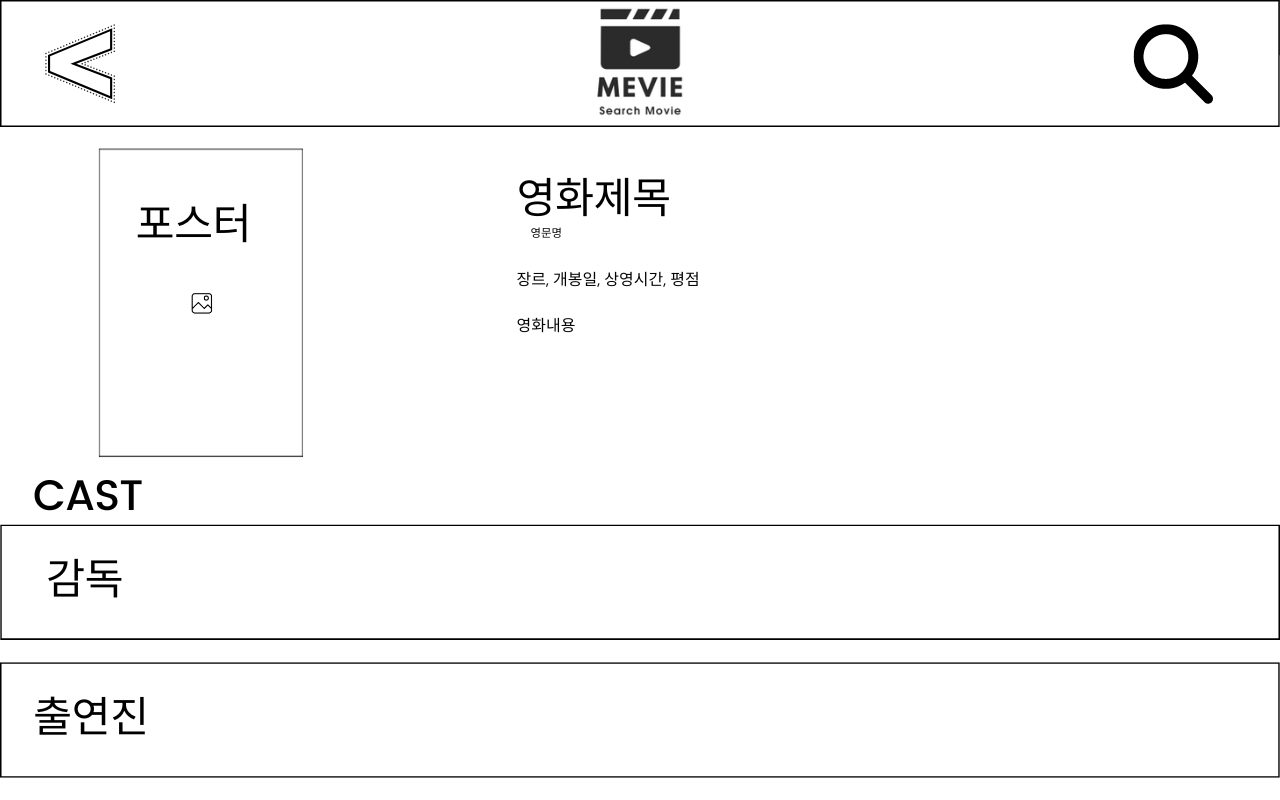 MEVIE
Search Movie
포스터
영화제목
영문명
장르, 개봉일, 상영시간, 평점
영화내용
CAST
감독
출연진